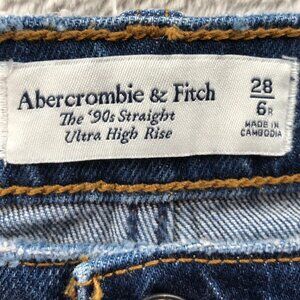 Abercrombie & Fitch
The '90s Straight
Ultra High Rise
28
6R
MADE IN
CAMBODIA